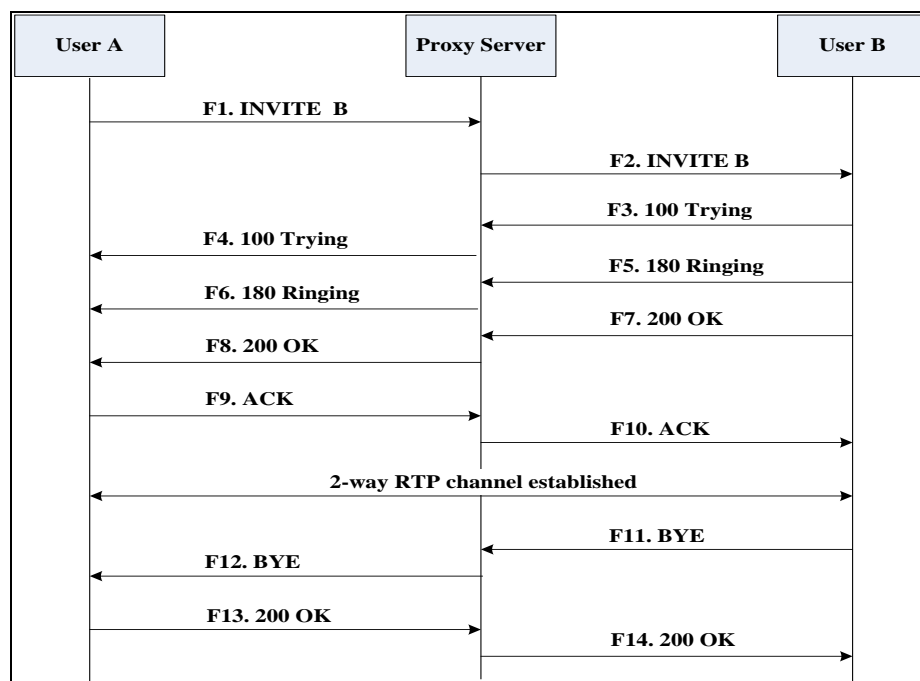 User A
Proxy Server
User B
F1. INVITE B
F2. INVITE B
F3. 100 Trying
F4. 100 Trying
F5. 180 Ringing
F6. 180 Ringing
F7. 200 OK
F8. 200 OK
F9. ACK
F10. ACK
2-way RTP channel established
F11. BYE
F12. BYE
F13. 200 OK
F14. 200 OK